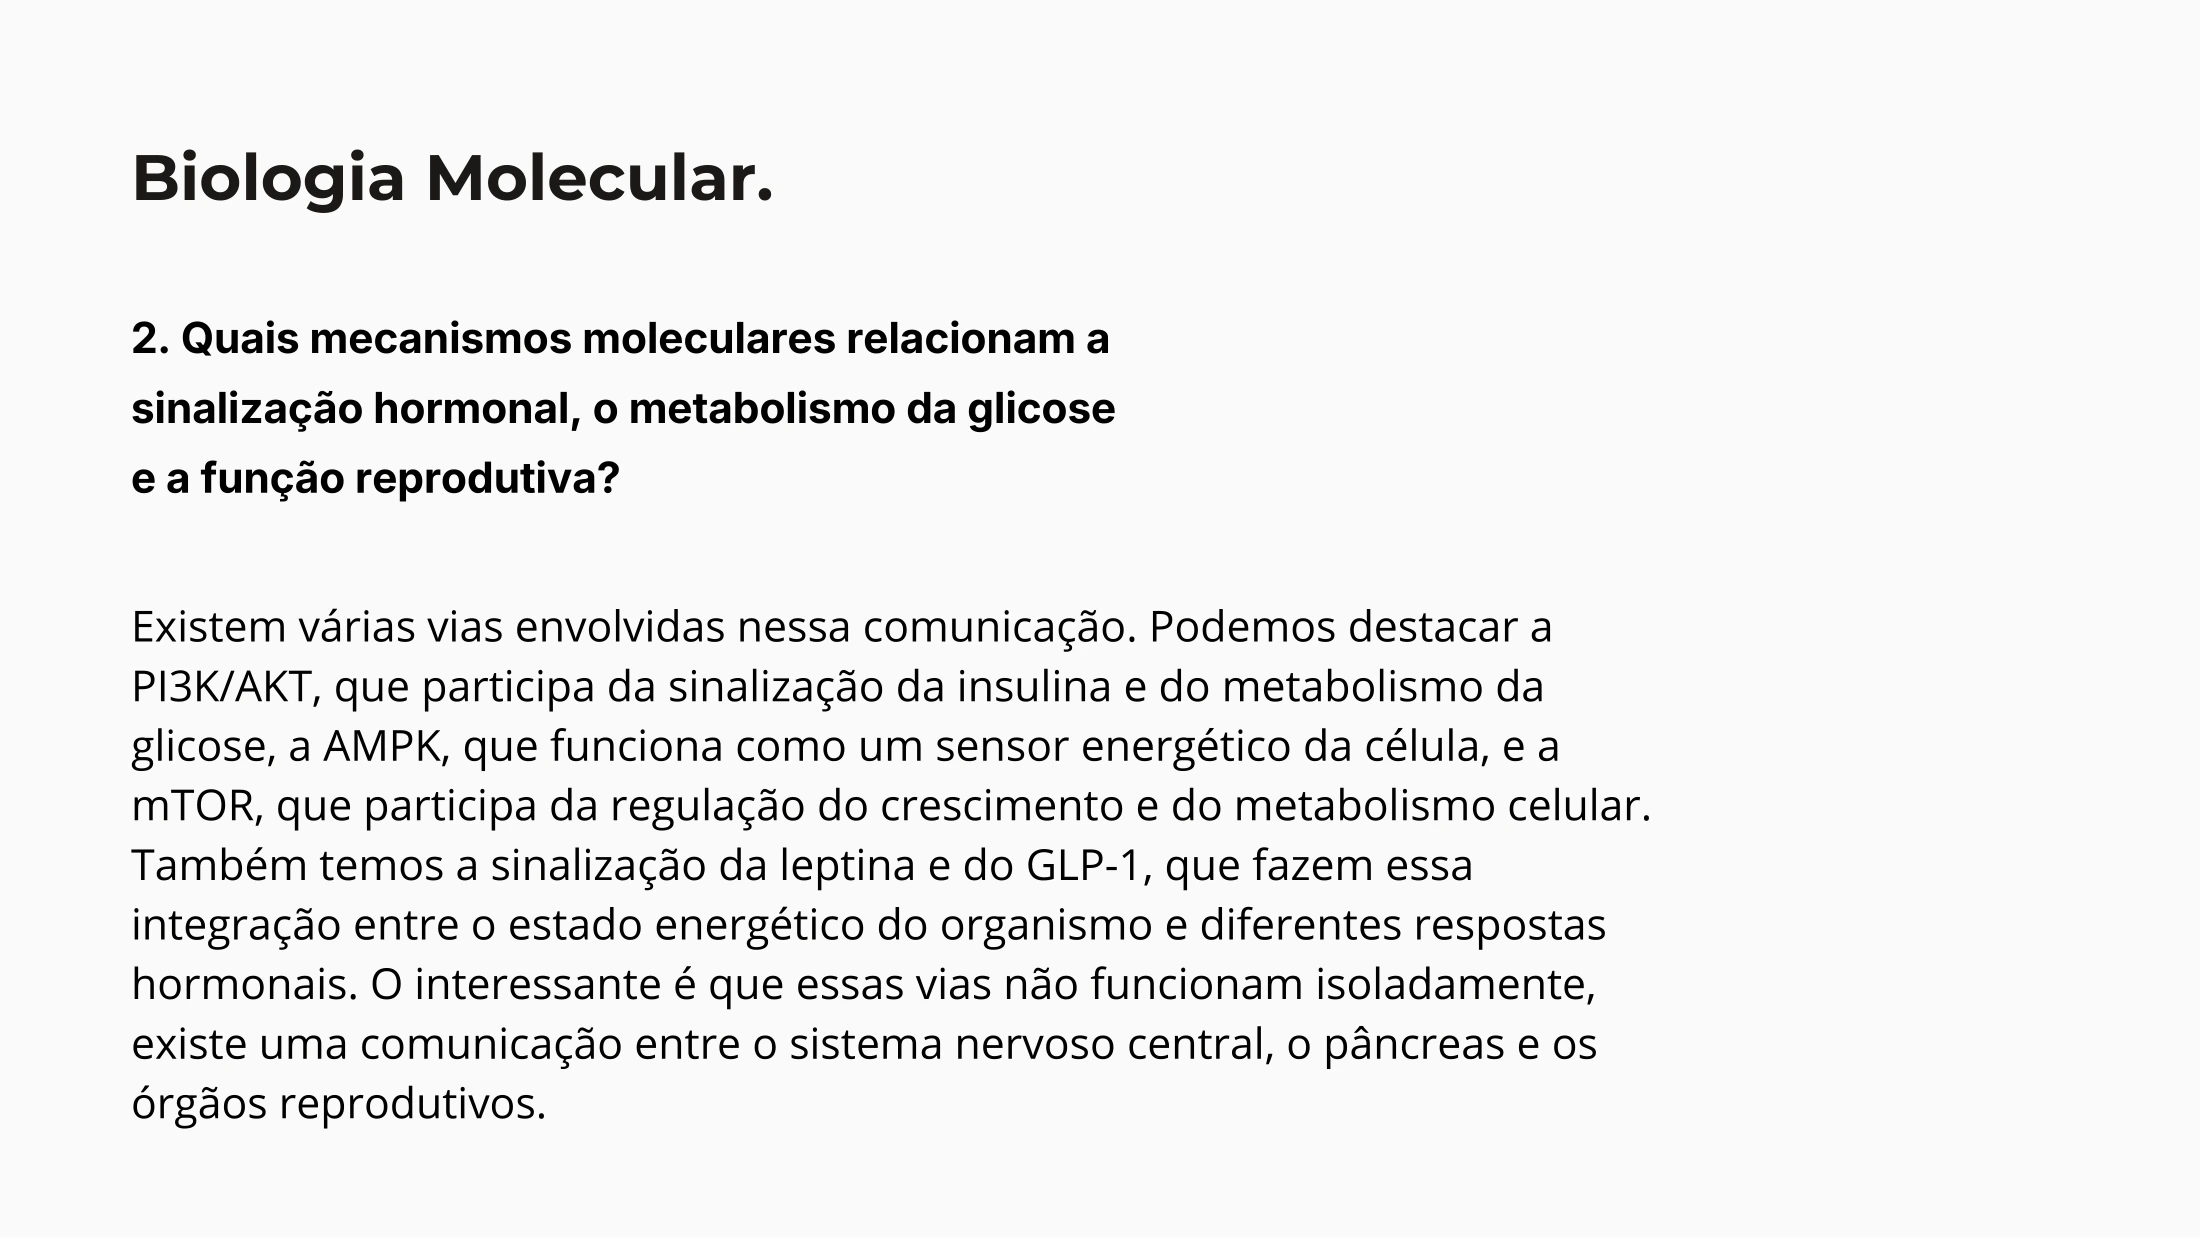 Biologia Molecular.
2. Quais mecanismos moleculares relacionam a
sinalização hormonal, o metabolismo da glicose
e a função reprodutiva?
Existem várias vias envolvidas nessa comunicação. Podemos destacar a
PI3K/AKT, que participa da sinalização da insulina e do metabolismo da
glicose, a AMPK, que funciona como um sensor energético da célula, e a
mTOR, que participa da regulação do crescimento e do metabolismo celular.
Também temos a sinalização da leptina e do GLP-1, que fazem essa
integração entre o estado energético do organismo e diferentes respostas
hormonais. O interessante é que essas vias não funcionam isoladamente,
existe uma comunicação entre o sistema nervoso central, o pâncreas e os
órgãos reprodutivos.